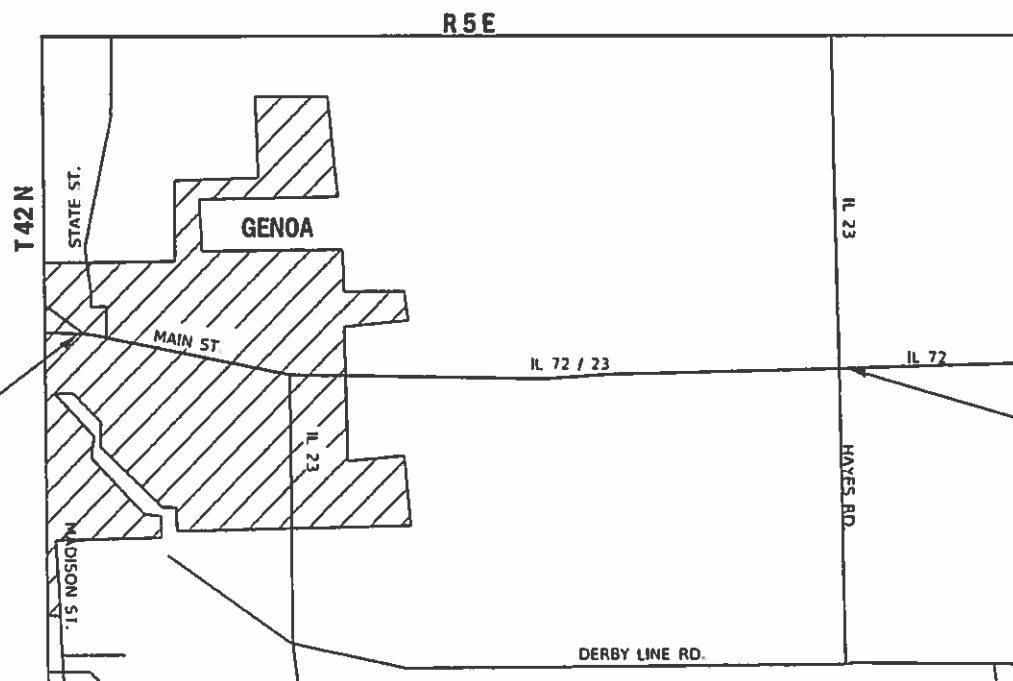 R 5 E
T 42 N
STATE ST.
GENOA
IL 23
MAIN ST.
IL 72 / 23
IL 72
IL 23
HAYES RD.
MADISON ST.
DERBY LINE RD.